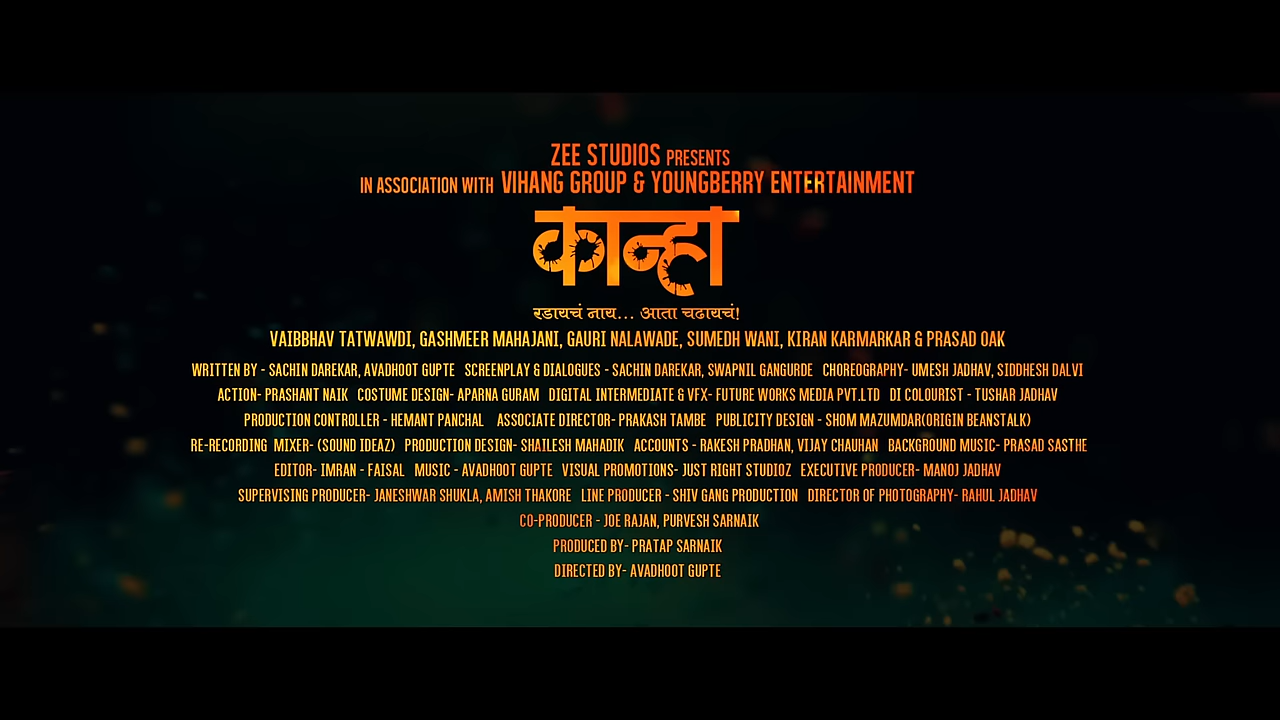 ZEE STUDIOS PRESENTS
IN ASSOCIATION WITH VIHANG GROUP & YOUNGBERRY ENTERTAINMENT
कान्हा
रडायचं नाय... आता चढायचं!
VAIBBHAV TATWAWDI, GASHMEER MAHAJANI, GAURI NALAWADE, SUMEDH WANI, KIRAN KARMARKAR & PRASAD OAK
WRITTEN BY - SACHIN DAREKAR, AVADHOOT GUPTE SCREENPLAY & DIALOGUES - SACHIN DAREKAR, SWAPNIL GANGURDE CHOREOGRAPHY- UMESH JADHAV, SIDDHESH DALVI
ACTION- PRASHANT NAIK COSTUME DESIGN- APARNA GURAM DIGITAL INTERMEDIATE & VFX- FUTURE WORKS MEDIA PVT.LTD DI COLOURIST - TUSHAR JADHAV
PRODUCTION CONTROLLER - HEMANT PANCHAL ASSOCIATE DIRECTOR- PRAKASH TAMBE PUBLICITY DESIGN - SHOM MAZUMDAR(ORIGIN BEANSTALK)
RE-RECORDING MIXER- (SOUND IDEAZ) PRODUCTION DESIGN- SHAILESH MAHADIK ACCOUNTS - RAKESH PRADHAN, VIJAY CHAUHAN BACKGROUND MUSIC- PRASAD SASTHE
EDITOR- IMRAN - FAISAL MUSIC - AVADHOOT GUPTE VISUAL PROMOTIONS- JUST RIGHT STUDIOZ EXECUTIVE PRODUCER- MANOJ JADHAV
SUPERVISING PRODUCER- JANESHWAR SHUKLA, AMISH THAKORE LINE PRODUCER - SHIV GANG PRODUCTION DIRECTOR OF PHOTOGRAPHY- RAHUL JADHAV
CO-PRODUCER - JOE RAJAN, PURVESH SARNAIK
PRODUCED BY- PRATAP SARNAIK
DIRECTED BY- AVADHOOT GUPTE